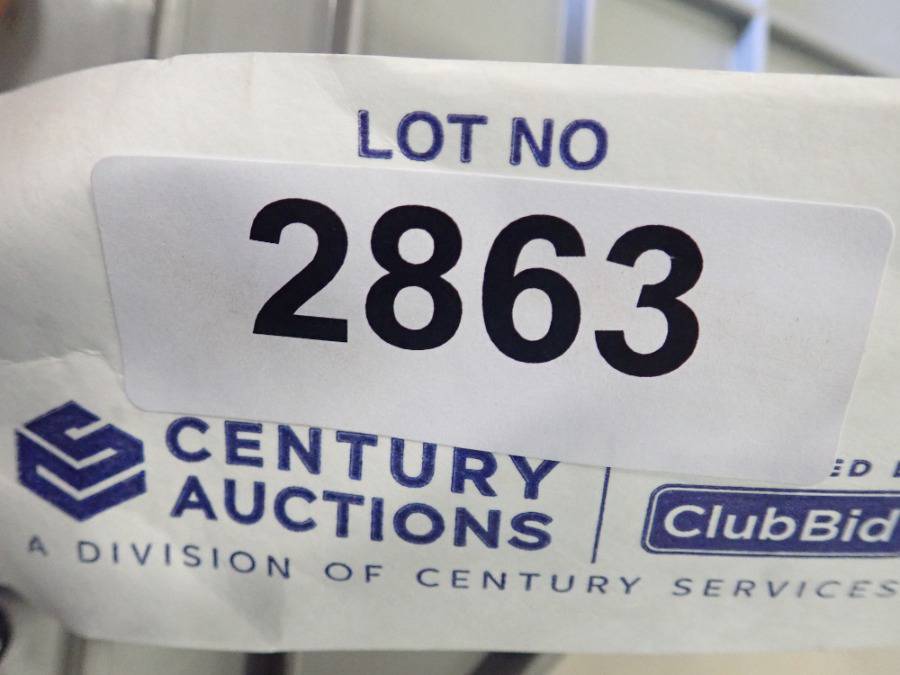 LOT NO
2863
CENTURY
AUCTIONS
A DIVISION OF CENTURY SERVICES
ClubBid